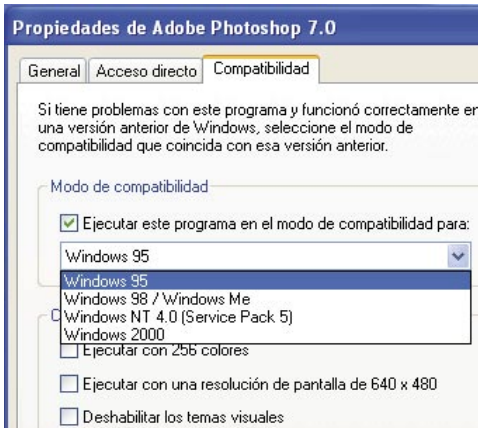 Propiedades de Adobe Photoshop 7.0
General Acceso directo Compatibilidad
Si tiene problemas con este programa y funcionó correctamente en
una versión anterior de Windows, seleccione el modo de
compatibilidad que coincida con esa versión anterior.
Modo de compatibilidad
Ejecutar este programa en el modo de compatibilidad para:
Windows 95
Windows 95
Windows 98 / Windows Me
Windows NT 4.0 (Service Pack 5)
Windows 2000
Ejecutar con 256 colores
Ejecutar con una resolución de pantalla de 640 x 480
Deshabilitar los temas visuales